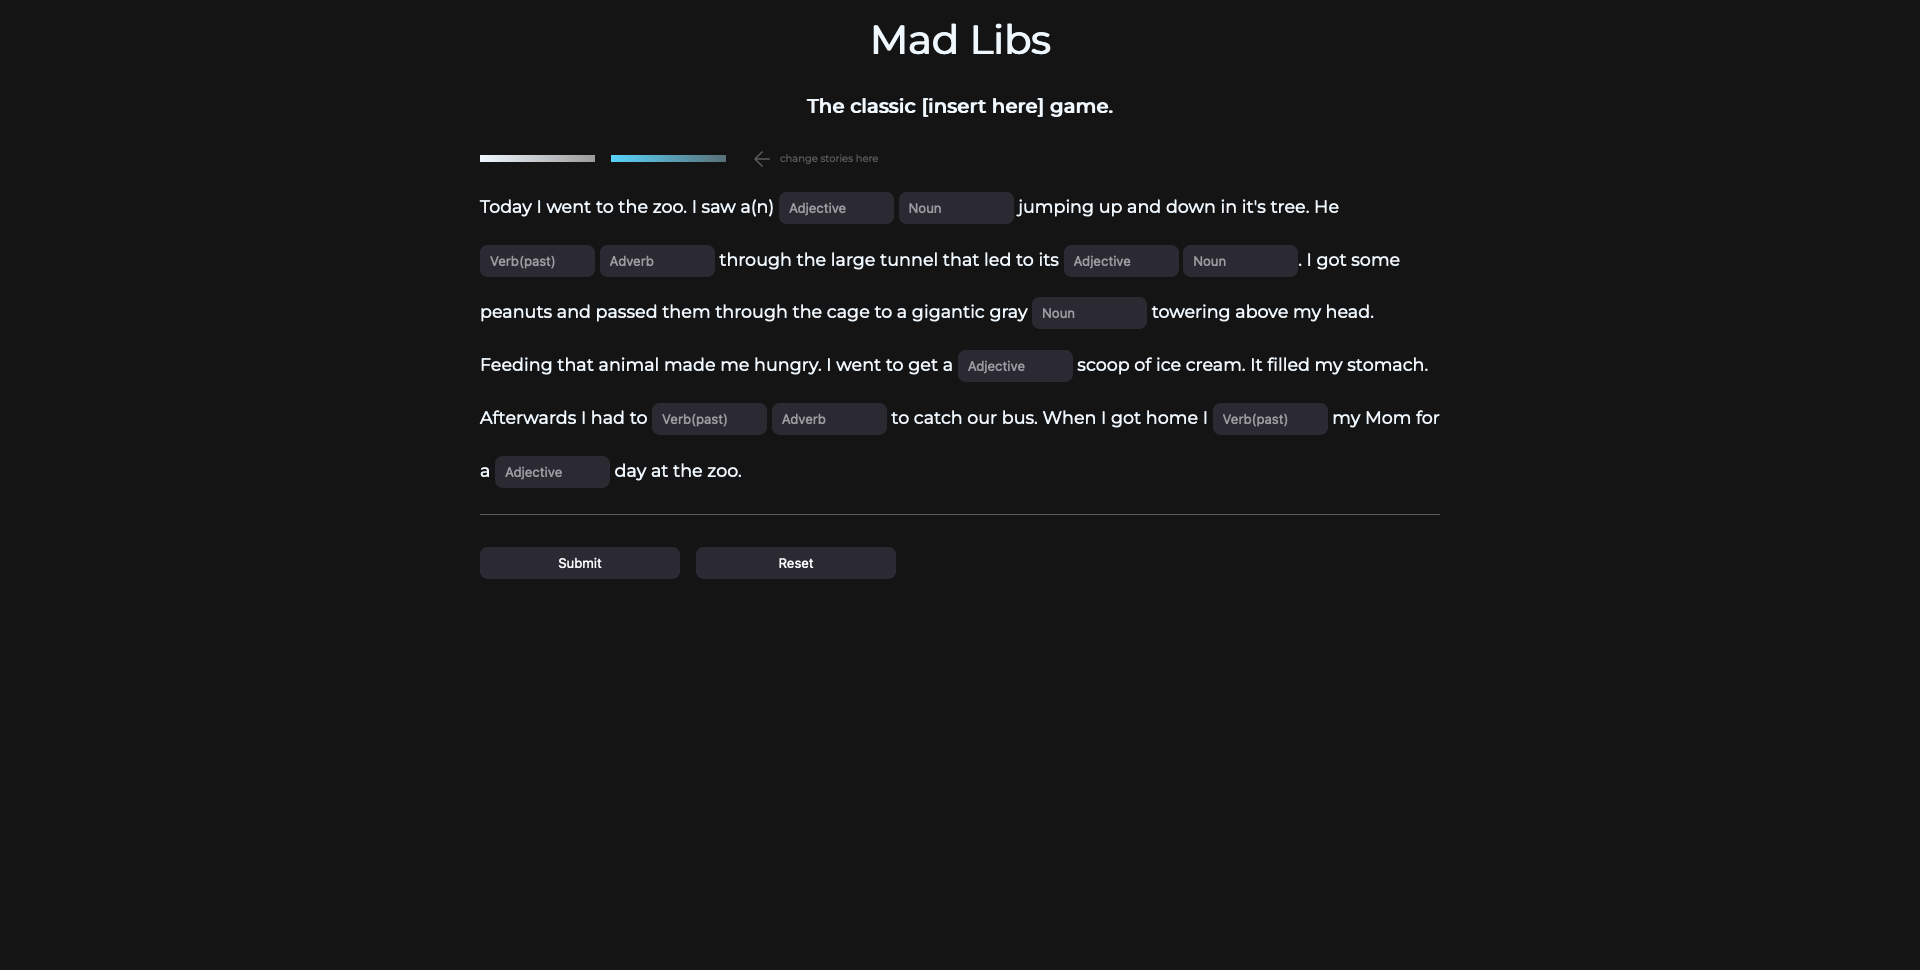 Mad Libs
The classic [insert here] game.
change stories here
Today I went to the zoo. I saw a(n) Adjective Noun jumping up and down in it's tree. He
Verb(past) Adverb through the large tunnel that led to its Adjective Noun . I got some
peanuts and passed them through the cage to a gigantic gray Noun towering above my head.
Feeding that animal made me hungry. I went to get a Adjective scoop of ice cream. It filled my stomach.
Afterwards I had to Verb(past) Adverb to catch our bus. When I got home I Verb(past) my Mom for
a Adjective day at the zoo.
Submit Reset